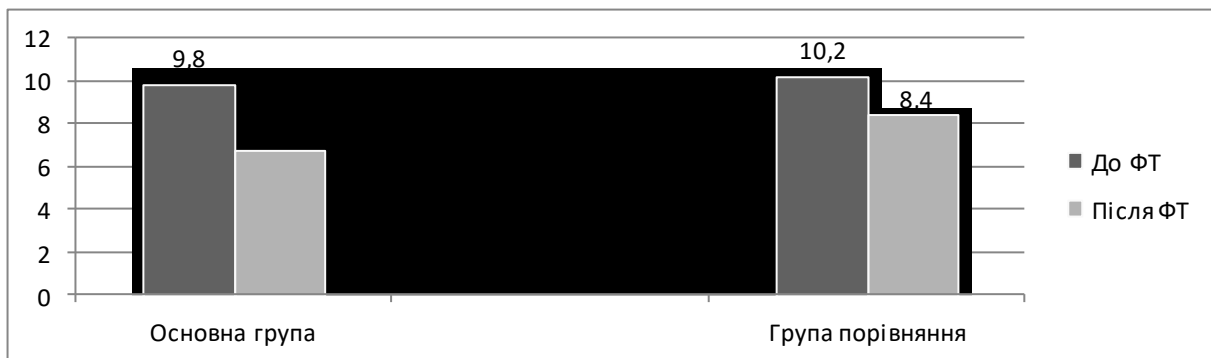 12
10
8
6
4
2
0
9,8
10,2
8,4
До ФТ
Після ФТ
Основна група
Група порівняння